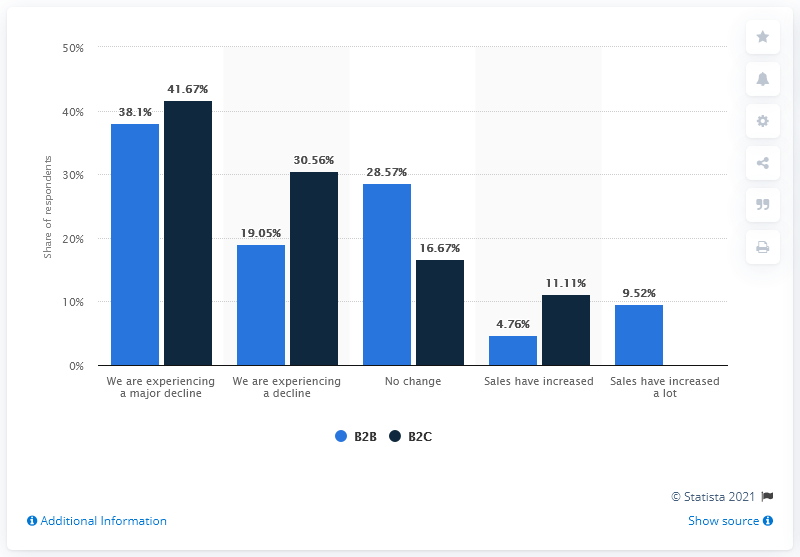 50%
40%
30%
20%
10%
0%
Share of respondents
38.1%
41.67%
19.05%
30.56%
28.57%
16.67%
4.76%
11.11%
9.52%
We are experiencing
a major decline
We are experiencing
a decline
No change
Sales have increased
Sales have increased
a lot
B2B B2C
© Statista 2021
Additional Information Show source